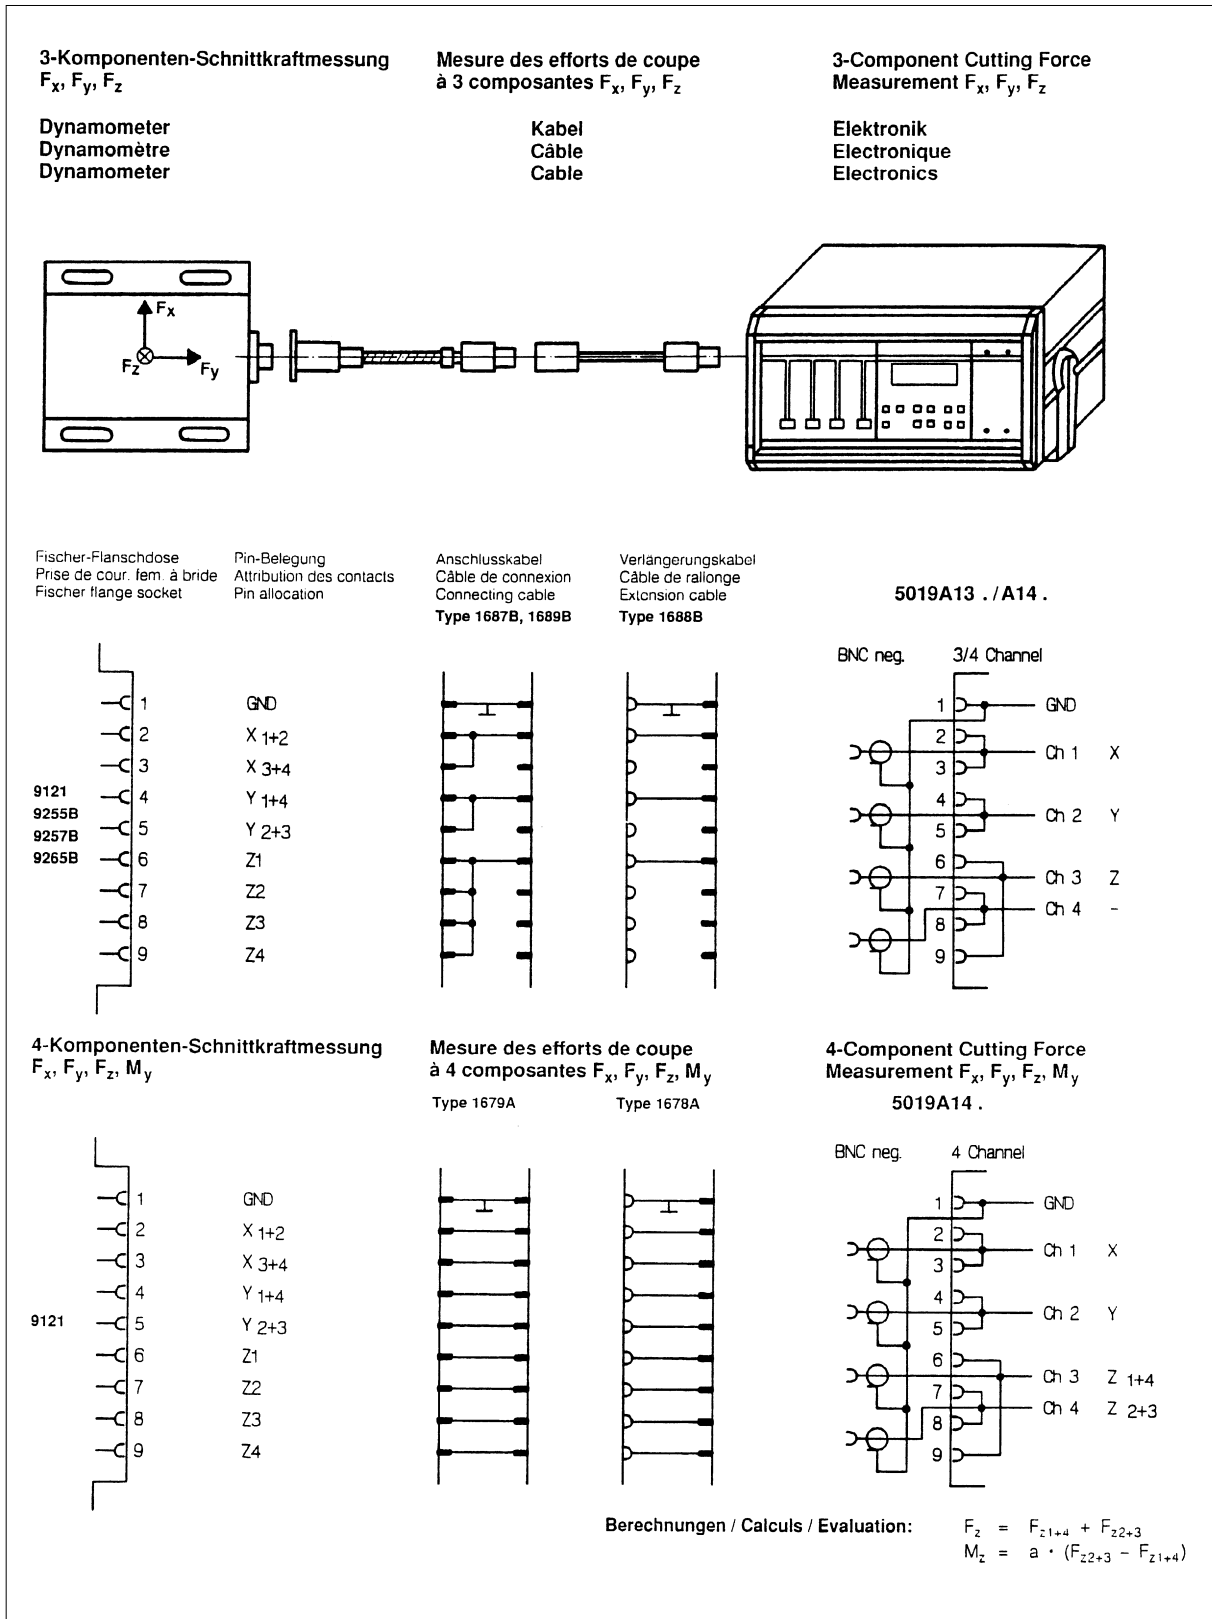 3-Komponenten-Schnittkraftmessung
Fx, Fy, Fz
Mesure des efforts de coupe
à 3 composantes Fx, Fy, Fz
3-Component Cutting Force
Measurement Fx, Fy, Fz
Dynamometer
Dynamomètre
Dynamometer
Kabel
Câble
Cable
Elektronik
Electronique
Electronics
Fx
Fz
Fy
Fischer-Flanschdose
Prise de cour. fem. à bride
Fischer flange socket
Pin-Belegung
Attribution des contacts
Pin allocation
Anschlusskabel
Câble de connexion
Connecting cable
Type 1687B, 1689B
Verlängerungskabel
Câble de rallonge
Extension cable
Type 1688B
5019A13 . /A14 .
BNC neg.
3/4 Channel
9121
9255B
9257B
9265B
1 GND
2 X 1+2
3 X 3+4
4 Y 1+4
5 Y 2+3
6 Z1
7 Z2
8 Z3
9 Z4
1
2
3
4
5
6
7
8
9
GND
Ch 1 X
Ch 2 Y
Ch 3 Z
Ch 4 -
4-Komponenten-Schnittkraftmessung
Fx, Fy, Fz, My
Mesure des efforts de coupe
à 4 composantes Fx, Fy, Fz, My
4-Component Cutting Force
Measurement Fx, Fy, Fz, My
Type 1679A
Type 1678A
5019A14 .
BNC neg.
4 Channel
9121
1 GND
2 X 1+2
3 X 3+4
4 Y 1+4
5 Y 2+3
6 Z1
7 Z2
8 Z3
9 Z4
1
2
3
4
5
6
7
8
9
GND
Ch 1 X
Ch 2 Y
Ch 3 Z 1+4
Ch 4 Z 2+3
Berechnungen / Calculs / Evaluation:
Fz = Fz1+4 + Fz2+3
Mz = a · (Fz2+3 − Fz1+4)